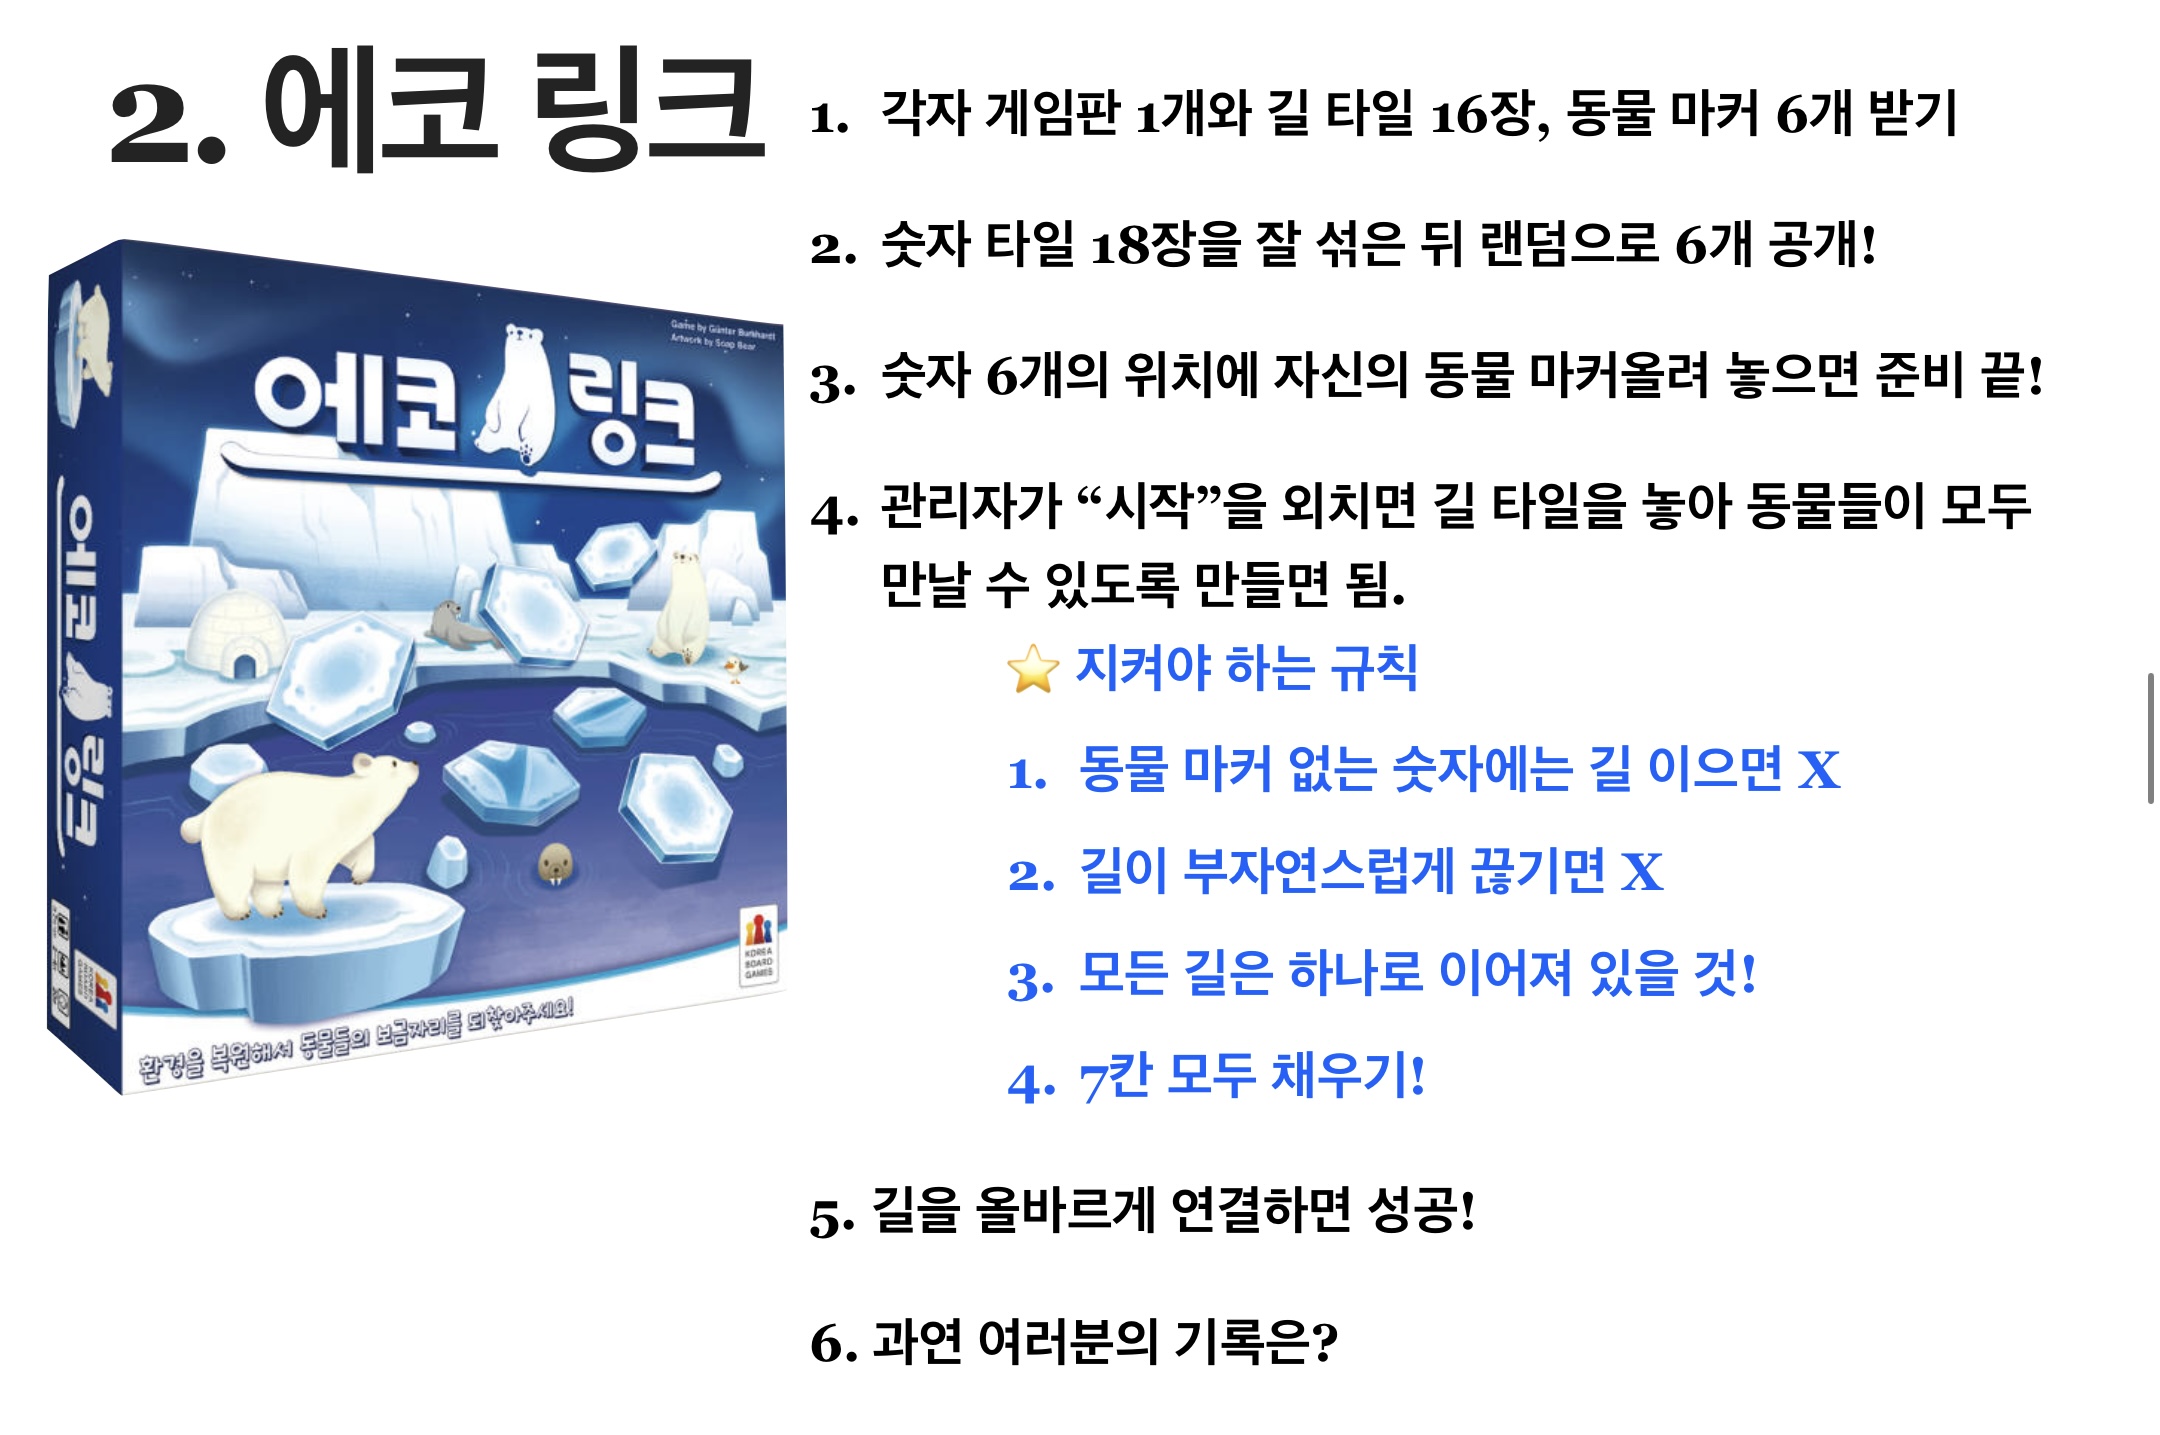 2. 에코 링크
1. 각자 게임판 1개와 길 타일 16장, 동물 마커 6개 받기
2. 숫자 타일 18장을 잘 섞은 뒤 랜덤으로 6개 공개!
3. 숫자 6개의 위치에 자신의 동물 마커올려 놓으면 준비 끝!
4. 관리자가 “시작”을 외치면 길 타일을 놓아 동물들이 모두
만날 수 있도록 만들면 됨.
⭐ 지켜야 하는 규칙
1. 동물 마커 없는 숫자에는 길 이으면 X
2. 길이 부자연스럽게 끊기면 X
3. 모든 길은 하나로 이어져 있을 것!
4. 7칸 모두 채우기!
5. 길을 올바르게 연결하면 성공!
6. 과연 여러분의 기록은?
Game by Günter Burkhardt
Artwork by Soap Bear
에코 링크
에코 링크
KOREA
BOARD
GAMES
KOREA
BOARD
GAMES
환경을 복원해서 동물들의 보금자리를 되찾아주세요!